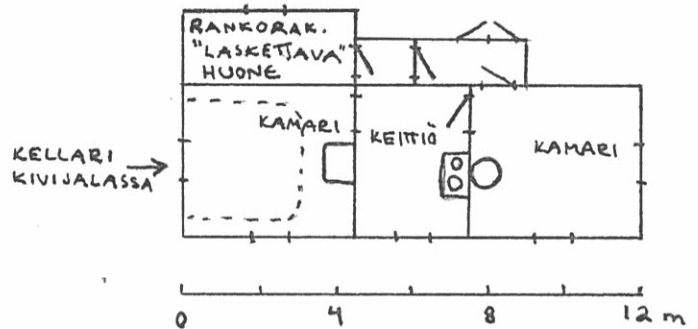 RANKORAK.
"LASKETTAVA"
HUONE
KAMARI
KEITTIÖ
KAMARI
KELLARI
KIVIJALASSA
0 4 8 12 m